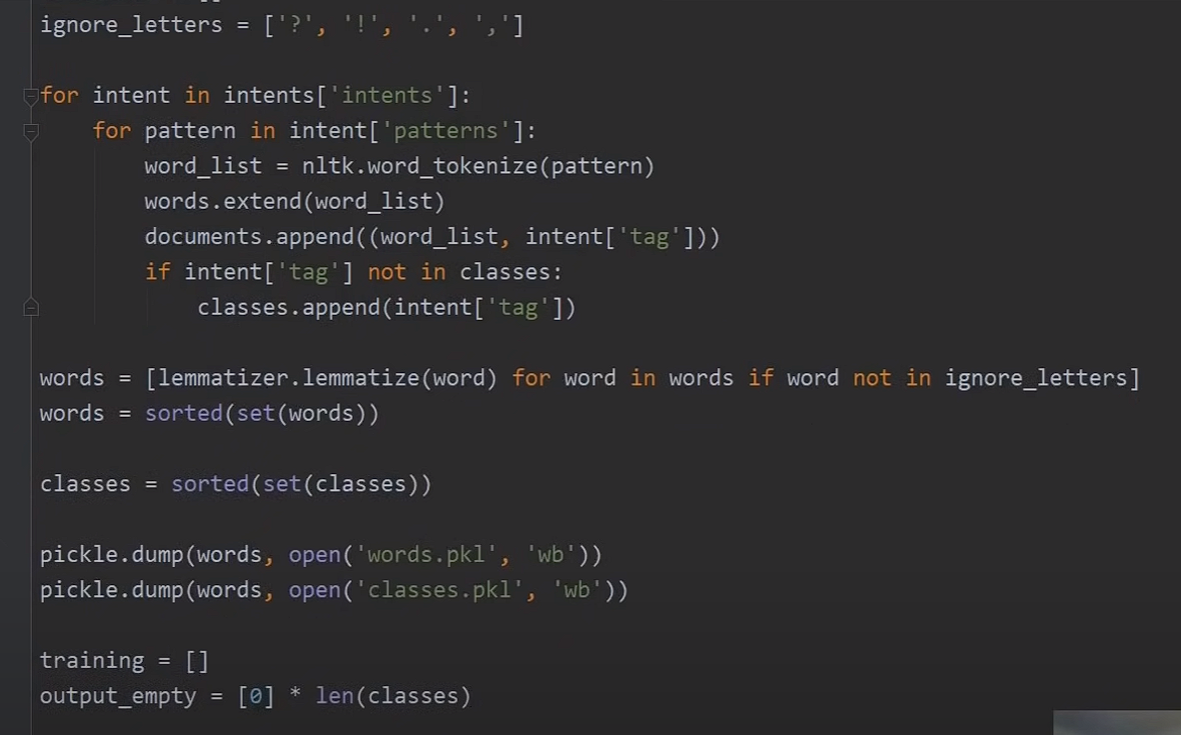 ignore_letters = ['?', '!', '.', ',']
for intent in intents['intents']:
for pattern in intent['patterns']:
word_list = nltk.word_tokenize(pattern)
words.extend(word_list)
documents.append((word_list, intent['tag']))
if intent['tag'] not in classes:
classes.append(intent['tag'])
words = [lemmatizer.lemmatize(word) for word in words if word not in ignore_letters]
words = sorted(set(words))
classes = sorted(set(classes))
pickle.dump(words, open('words.pkl', 'wb'))
pickle.dump(words, open('classes.pkl', 'wb'))
training = []
output_empty = [0] * len(classes)